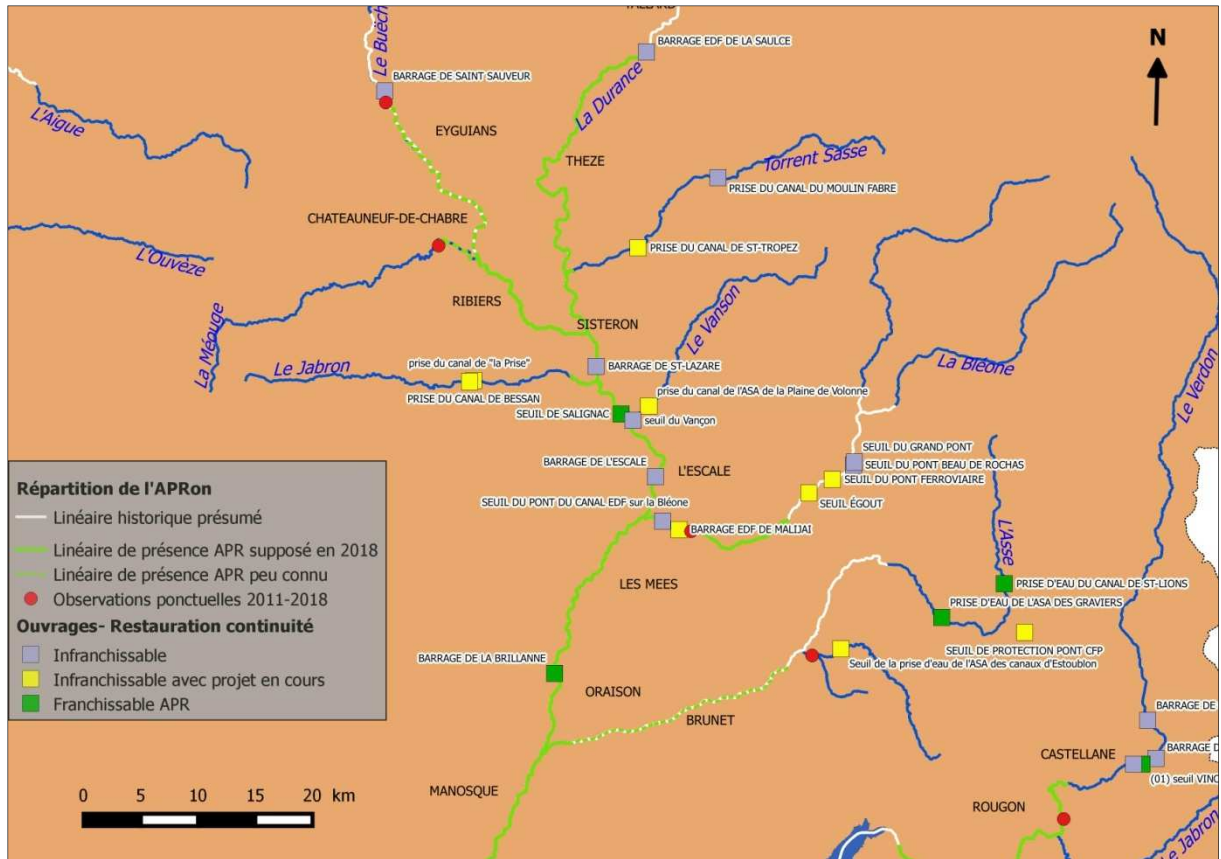 TALLARD
Le Buëch
BARRAGE EDF DE LA SAULCE
N
BARRAGE DE SAINT SAUVEUR
La Durance
L'Aigue
EYGUIANS
THEZE
Torrent Sasse
PRISE DU CANAL DU MOULIN FABRE
CHATEAUNEUF-DE-CHABRE
PRISE DU CANAL DE ST-TROPEZ
L'Ouvèze
RIBIERS
Le Vanson
SISTERON
La Méouge
Le Jabron
prise du canal de "la Prise"
BARRAGE DE ST-LAZARE
La Bléone
Le Verdon
PRISE DU CANAL DE BESSAN
prise du canal de l'ASA de la Plaine de Volonne
SEUIL DE SALIGNAC
seuil du Vançon
SEUIL DU GRAND PONT
BARRAGE DE L'ESCALE
L'ESCALE
SEUIL DU PONT BEAU DE ROCHAS
SEUIL DU PONT FERROVIAIRE
SEUIL DU PONT DU CANAL EDF sur la Bléone
SEUIL ÉGOUT
BARRAGE EDF DE MALIJAI
L'Asse
LES MEES
PRISE D'EAU DU CANAL DE ST-LIONS
PRISE D'EAU DE L'ASA DES GRAVIERS
SEUIL DE PROTECTION PONT CFP
Seuil de la prise d'eau de l'ASA des canaux d'Estoublon
BARRAGE DE LA BRILLANNE
ORAISON
BRUNET
BARRAGE DE
CASTELLANE
BARRAGE D
(01) seuil VINC
MANOSQUE
ROUGON
Le Jabron
Répartition de l'APRon
Linéaire historique présumé
Linéaire de présence APR supposé en 2018
Linéaire de présence APR peu connu
Observations ponctuelles 2011-2018
Ouvrages- Restauration continuité
Infranchissable
Infranchissable avec projet en cours
Franchissable APR
0 5 10 15 20 km